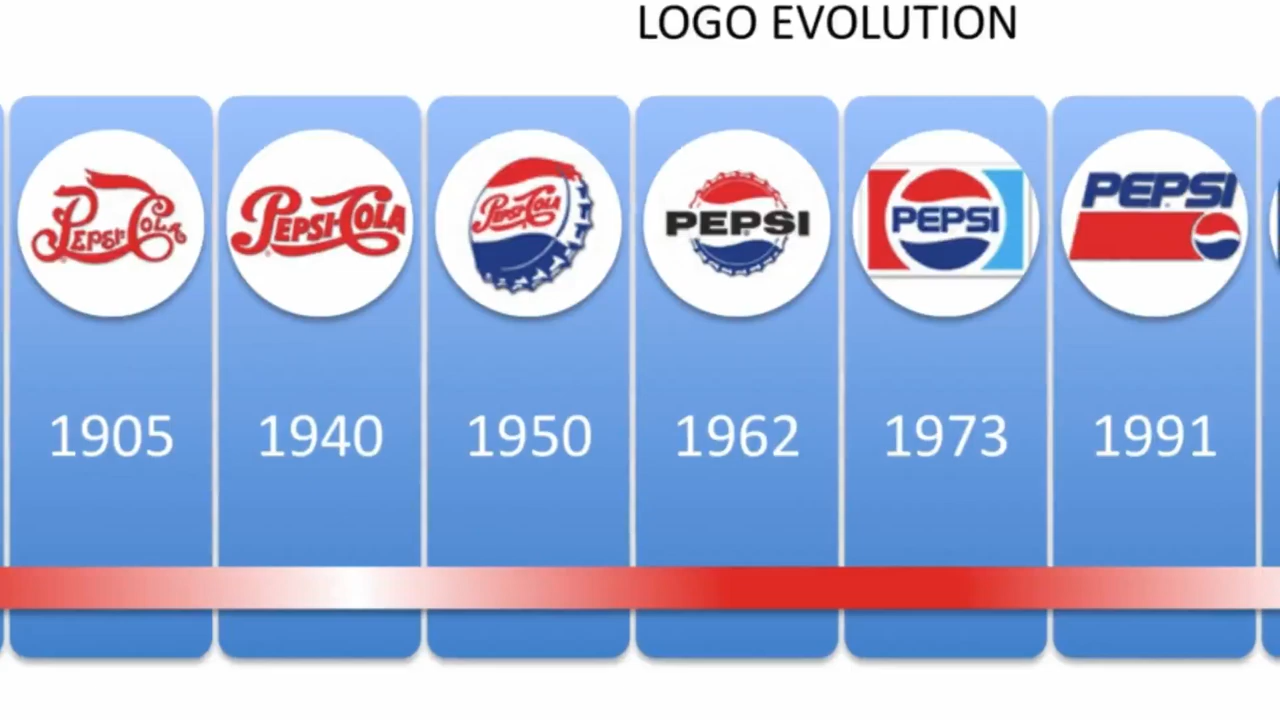 LOGO EVOLUTION
PEPSI-COLA
PEPSI-COLA
PEPSI-COLA
PEPSI
PEPSI
PEPSI
1905
1940
1950
1962
1973
1991